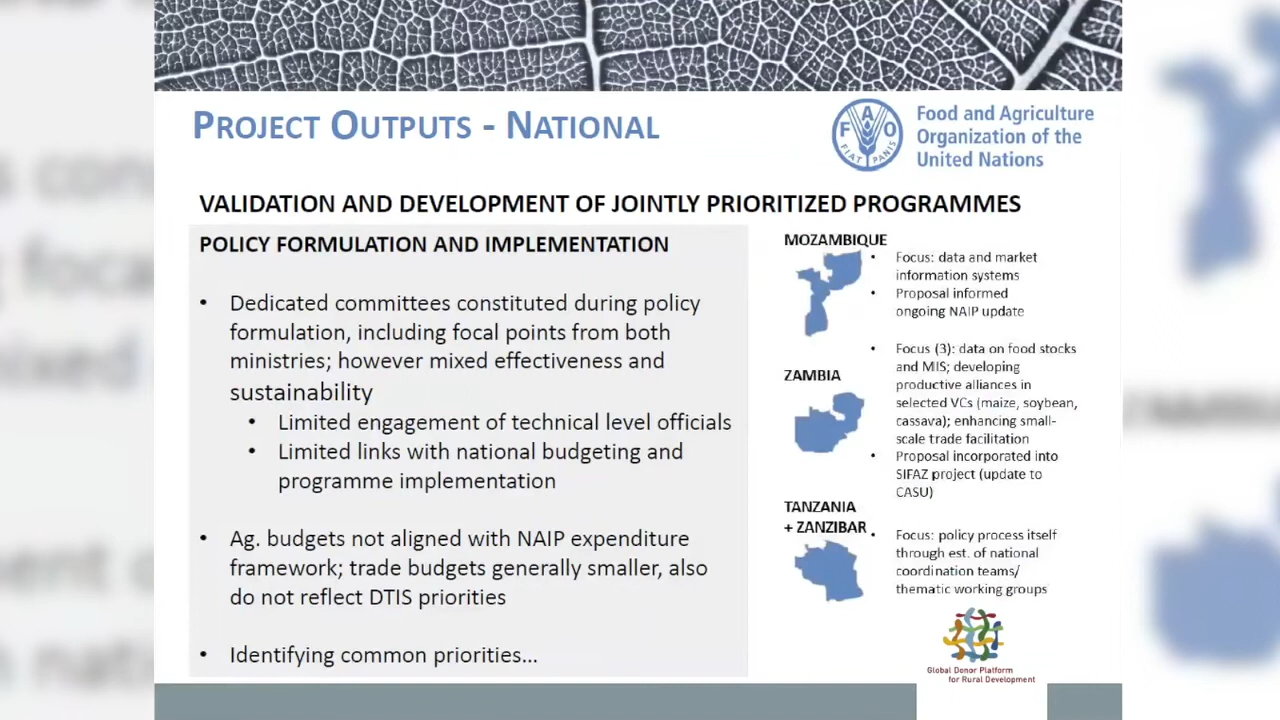 PROJECT OUTPUTS - NATIONAL
F A O
FIAT PANIS
Food and Agriculture
Organization of the
United Nations
VALIDATION AND DEVELOPMENT OF JOINTLY PRIORITIZED PROGRAMMES
POLICY FORMULATION AND IMPLEMENTATION
• Dedicated committees constituted during policy
formulation, including focal points from both
ministries; however mixed effectiveness and
sustainability
• Limited engagement of technical level officials
• Limited links with national budgeting and
programme implementation
• Ag. budgets not aligned with NAIP expenditure
framework; trade budgets generally smaller, also
do not reflect DTIS priorities
• Identifying common priorities...
MOZAMBIQUE
• Focus: data and market
information systems
• Proposal informed
ongoing NAIP update
ZAMBIA
• Focus (3): data on food stocks
and MIS; developing
productive alliances in
selected VCs (maize, soybean,
cassava); enhancing small-
scale trade facilitation
• Proposal incorporated into
SIFAZ project (update to
CASU)
TANZANIA
+ ZANZIBAR
• Focus: policy process itself
through est. of national
coordination teams/
thematic working groups
Global Donor Platform
for Rural Development